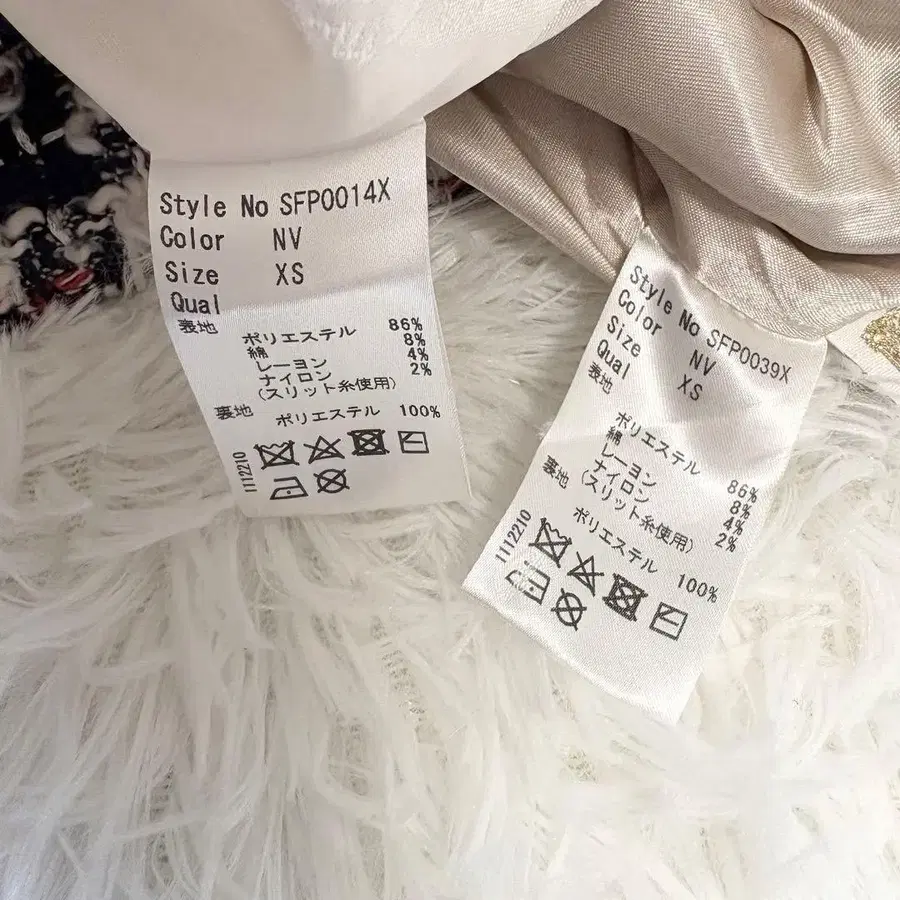 Style No SFP0014X
Color NV
Size XS
Qual
表地
ポリエステル 86%
綿 8%
レーヨン 4%
ナイロン 2%
(スリット糸使用)
裏地
ポリエステル 100%
1112210
Style No SFP0039X
Color NV
Size XS
Qual
表地
ポリエステル 86%
綿 8%
レーヨン 4%
ナイロン 2%
(スリット糸使用)
裏地
ポリエステル 100%
1112210